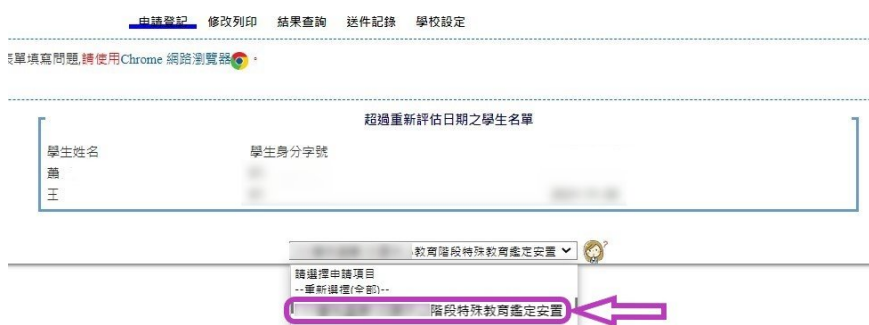 申請登記 修改列印 結果查詢 送件記錄 學校設定
單填寫問題,請使用Chrome 網路瀏覽器。
超過重新評估日期之學生名單
學生姓名 學生身分字號
蕭
王
教育階段特殊教育鑑定安置
請選擇申請項目
--重新選擇(全部)--
階段特殊教育鑑定安置